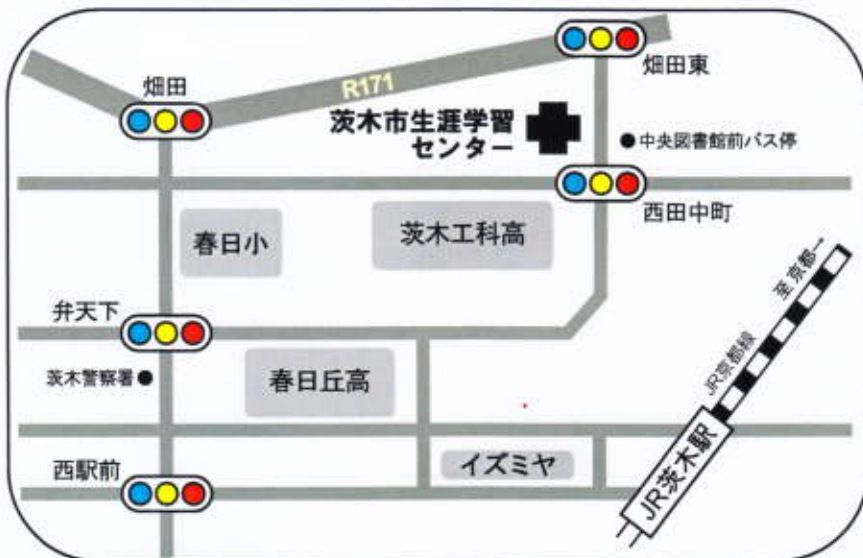 畑田東
R171
畑田
茨木市生涯学習
センター
●中央図書館前バス停
西田中町
春日小
茨木工科高
至京都→
弁天下
茨木警察署●
春日丘高
JR京都線
西駅前
イズミヤ
JR茨木駅